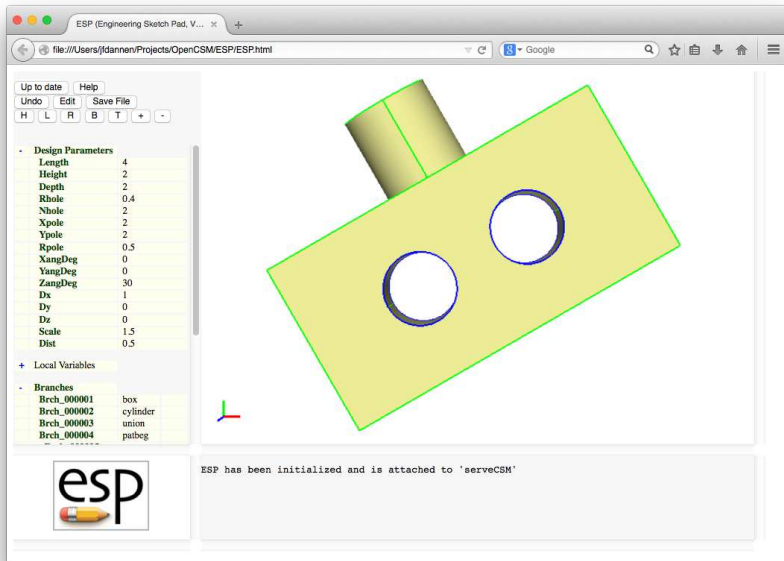 ESP (Engineering Sketch Pad, V... × +
file:///Users/jfdannen/Projects/OpenCSM/ESP/ESP.html
Google
Up to date Help
Undo Edit Save File
H L R B T + -
- Design Parameters
Length 4
Height 2
Depth 2
Rhole 0.4
Nhole 2
Xpole 2
Ypole 2
Rpole 0.5
XangDeg 0
YangDeg 0
ZangDeg 30
Dx 1
Dy 0
Dz 0
Scale 1.5
Dist 0.5
+ Local Variables
- Branches
Brch_000001 box
Brch_000002 cylinder
Brch_000003 union
Brch_000004 patbeg
esp
ESP has been initialized and is attached to 'serveCSM'